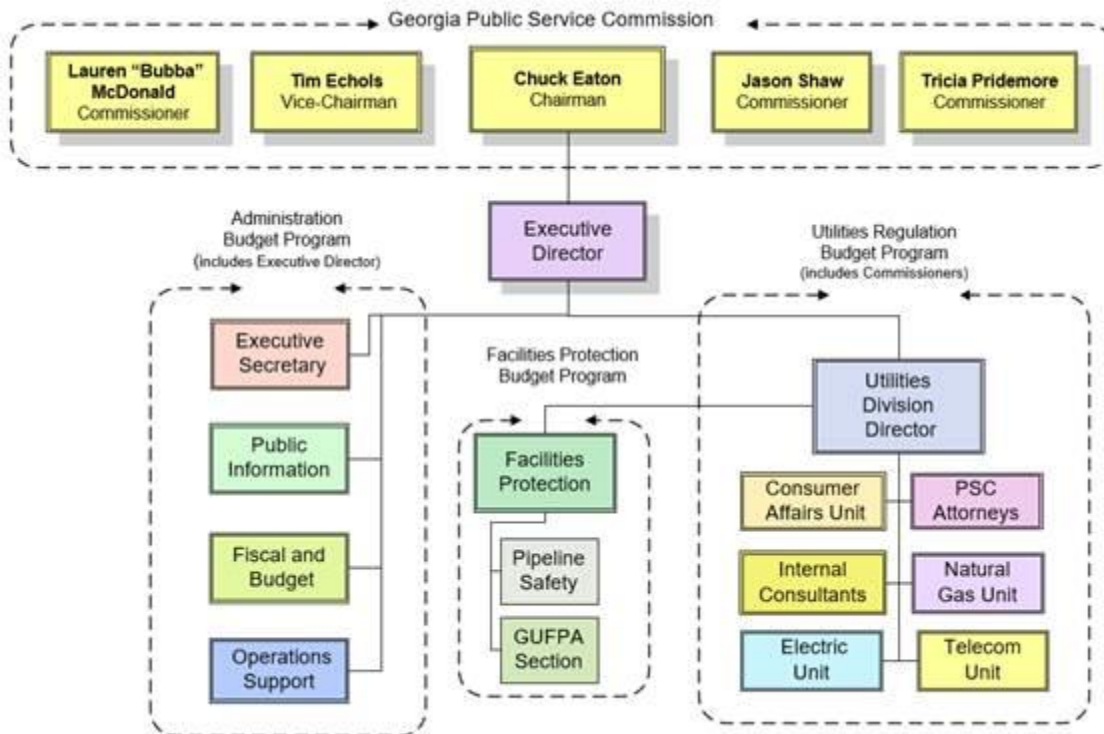 Georgia Public Service Commission
Lauren “Bubba”
McDonald
Commissioner
Tim Echols
Vice-Chairman
Chuck Eaton
Chairman
Jason Shaw
Commissioner
Tricia Pridemore
Commissioner
Executive
Director
Administration
Budget Program
(includes Executive Director)
Utilities Regulation
Budget Program
(includes Commissioners)
Executive
Secretary
Public
Information
Fiscal and
Budget
Operations
Support
Facilities Protection
Budget Program
Facilities
Protection
Pipeline
Safety
GUFPA
Section
Utilities
Division
Director
Consumer
Affairs Unit
PSC
Attorneys
Internal
Consultants
Natural
Gas Unit
Electric
Unit
Telecom
Unit